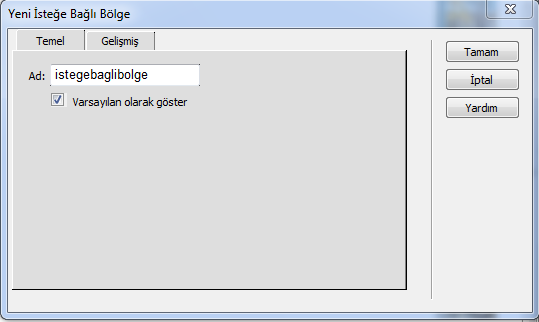 Yeni İsteğe Bağlı Bölge
Temel
Gelişmiş
Ad: istegebaglibolge
Varsayılan olarak göster
Tamam
İptal
Yardım